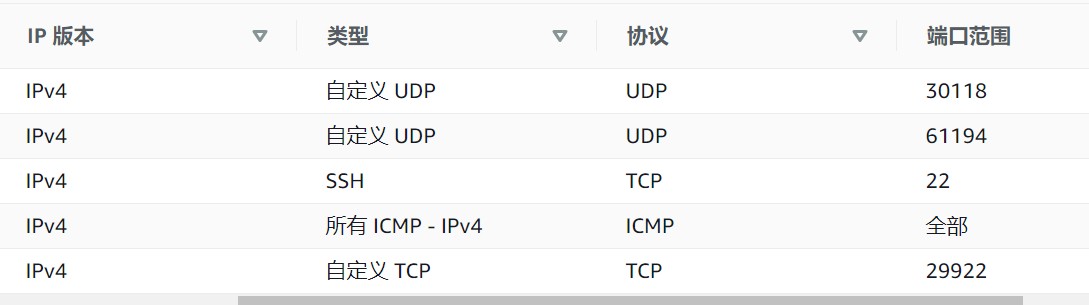 IP 版本 类型 协议 端口范围
IPv4 自定义 UDP UDP 30118
IPv4 自定义 UDP UDP 61194
IPv4 SSH TCP 22
IPv4 所有 ICMP - IPv4 ICMP 全部
IPv4 自定义 TCP TCP 29922